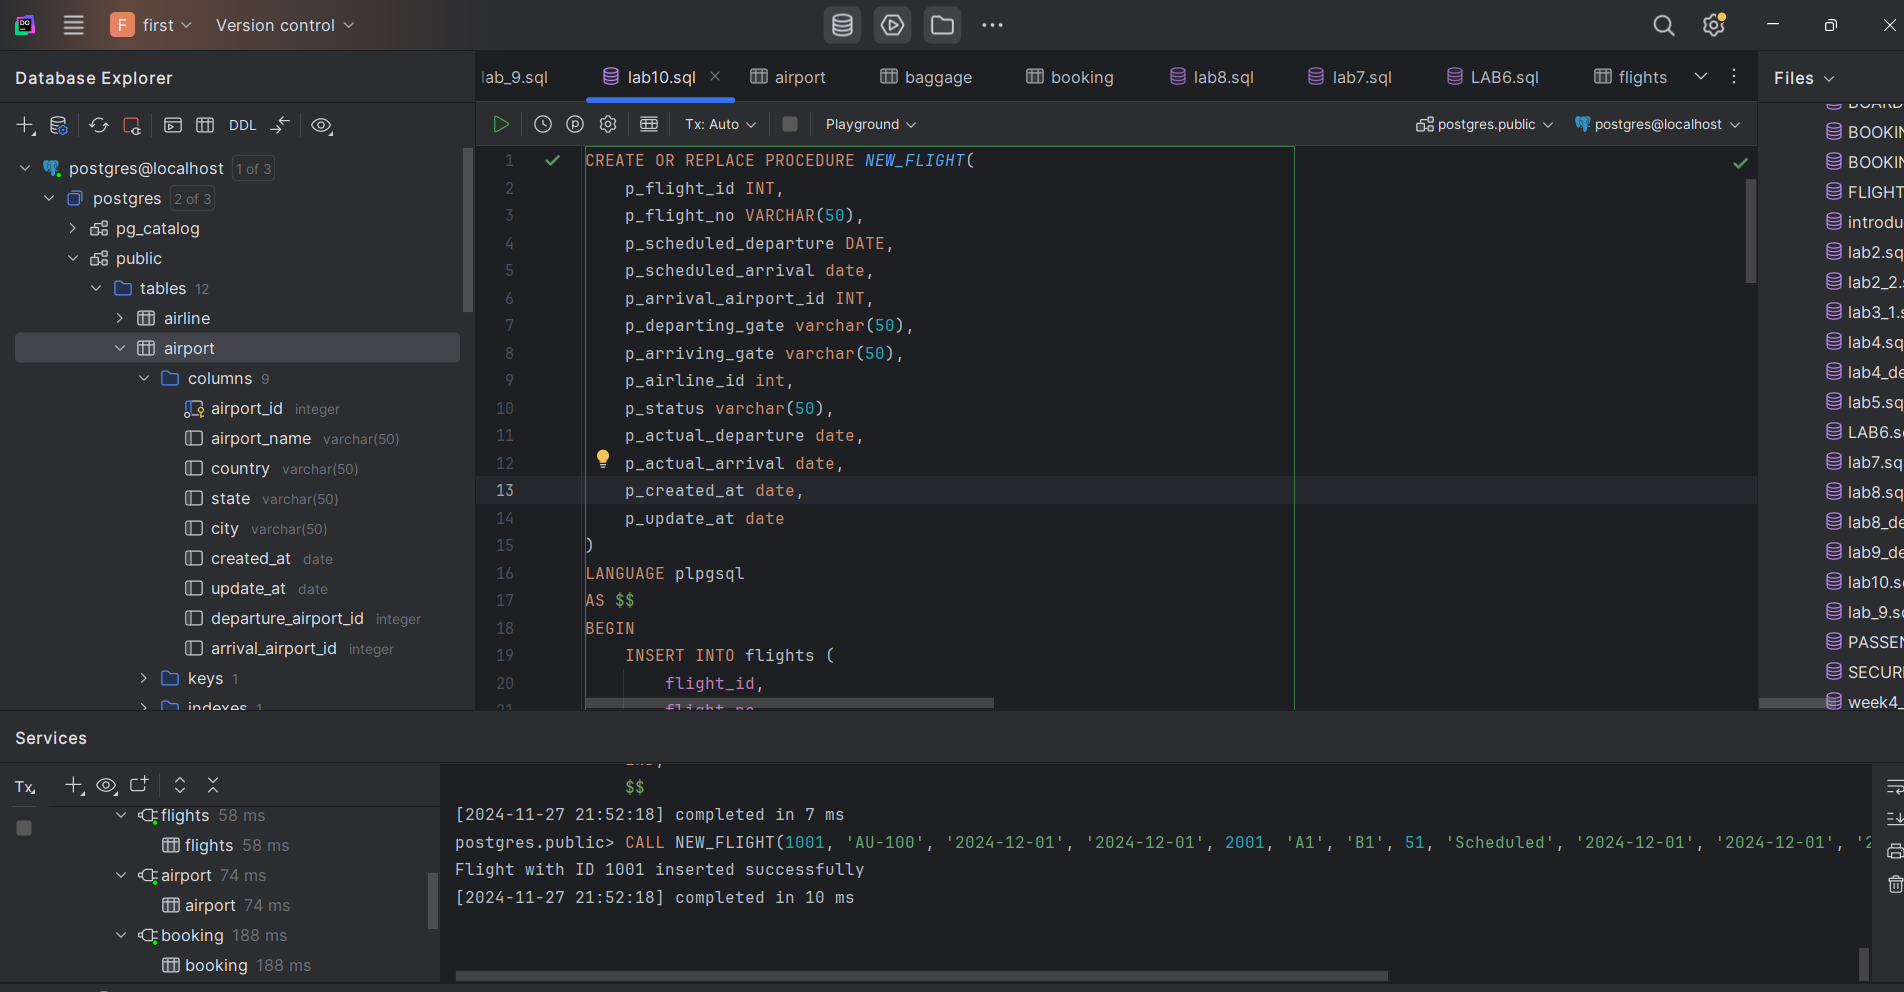 DG
F first Version control
Database Explorer
lab_9.sql lab10.sql airport baggage booking lab8.sql lab7.sql LAB6.sql flights
Files
DDL
Tx: Auto Playground postgres.public postgres@localhost
postgres@localhost 1 of 3
postgres 2 of 3
pg_catalog
public
tables 12
airline
airport
columns 9
airport_id integer
airport_name varchar(50)
country varchar(50)
state varchar(50)
city varchar(50)
created_at date
update_at date
departure_airport_id integer
arrival_airport_id integer
keys 1
indexes 1
1 CREATE OR REPLACE PROCEDURE NEW_FLIGHT(
2 p_flight_id INT,
3 p_flight_no VARCHAR(50),
4 p_scheduled_departure DATE,
5 p_scheduled_arrival date,
6 p_arrival_airport_id INT,
7 p_departing_gate varchar(50),
8 p_arriving_gate varchar(50),
9 p_airline_id int,
10 p_status varchar(50),
11 p_actual_departure date,
12 p_actual_arrival date,
13 p_created_at date,
14 p_update_at date
15 )
16 LANGUAGE plpgsql
17 AS $$
18 BEGIN
19 INSERT INTO flights (
20 flight_id,
21 flight_no
BOARD
BOOKIN
BOOKIN
FLIGHT
introdu
lab2.sq
lab2_2.
lab3_1.s
lab4.sq
lab4_de
lab5.sq
LAB6.s
lab7.sq
lab8.sq
lab8_de
lab9_de
lab10.s
lab_9.s
PASSEN
SECURI
week4_
Services
Tx
flights 58 ms
flights 58 ms
airport 74 ms
airport 74 ms
booking 188 ms
booking 188 ms
$$
[2024-11-27 21:52:18] completed in 7 ms
postgres.public> CALL NEW_FLIGHT(1001, 'AU-100', '2024-12-01', '2024-12-01', 2001, 'A1', 'B1', 51, 'Scheduled', '2024-12-01', '2024-12-01', '2
Flight with ID 1001 inserted successfully
[2024-11-27 21:52:18] completed in 10 ms